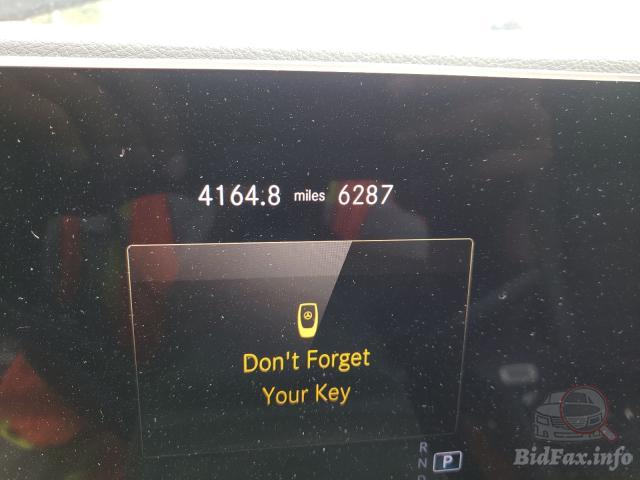 4164.8 miles 6287
Don't Forget
Your Key
R
N P
D
BidFax.info